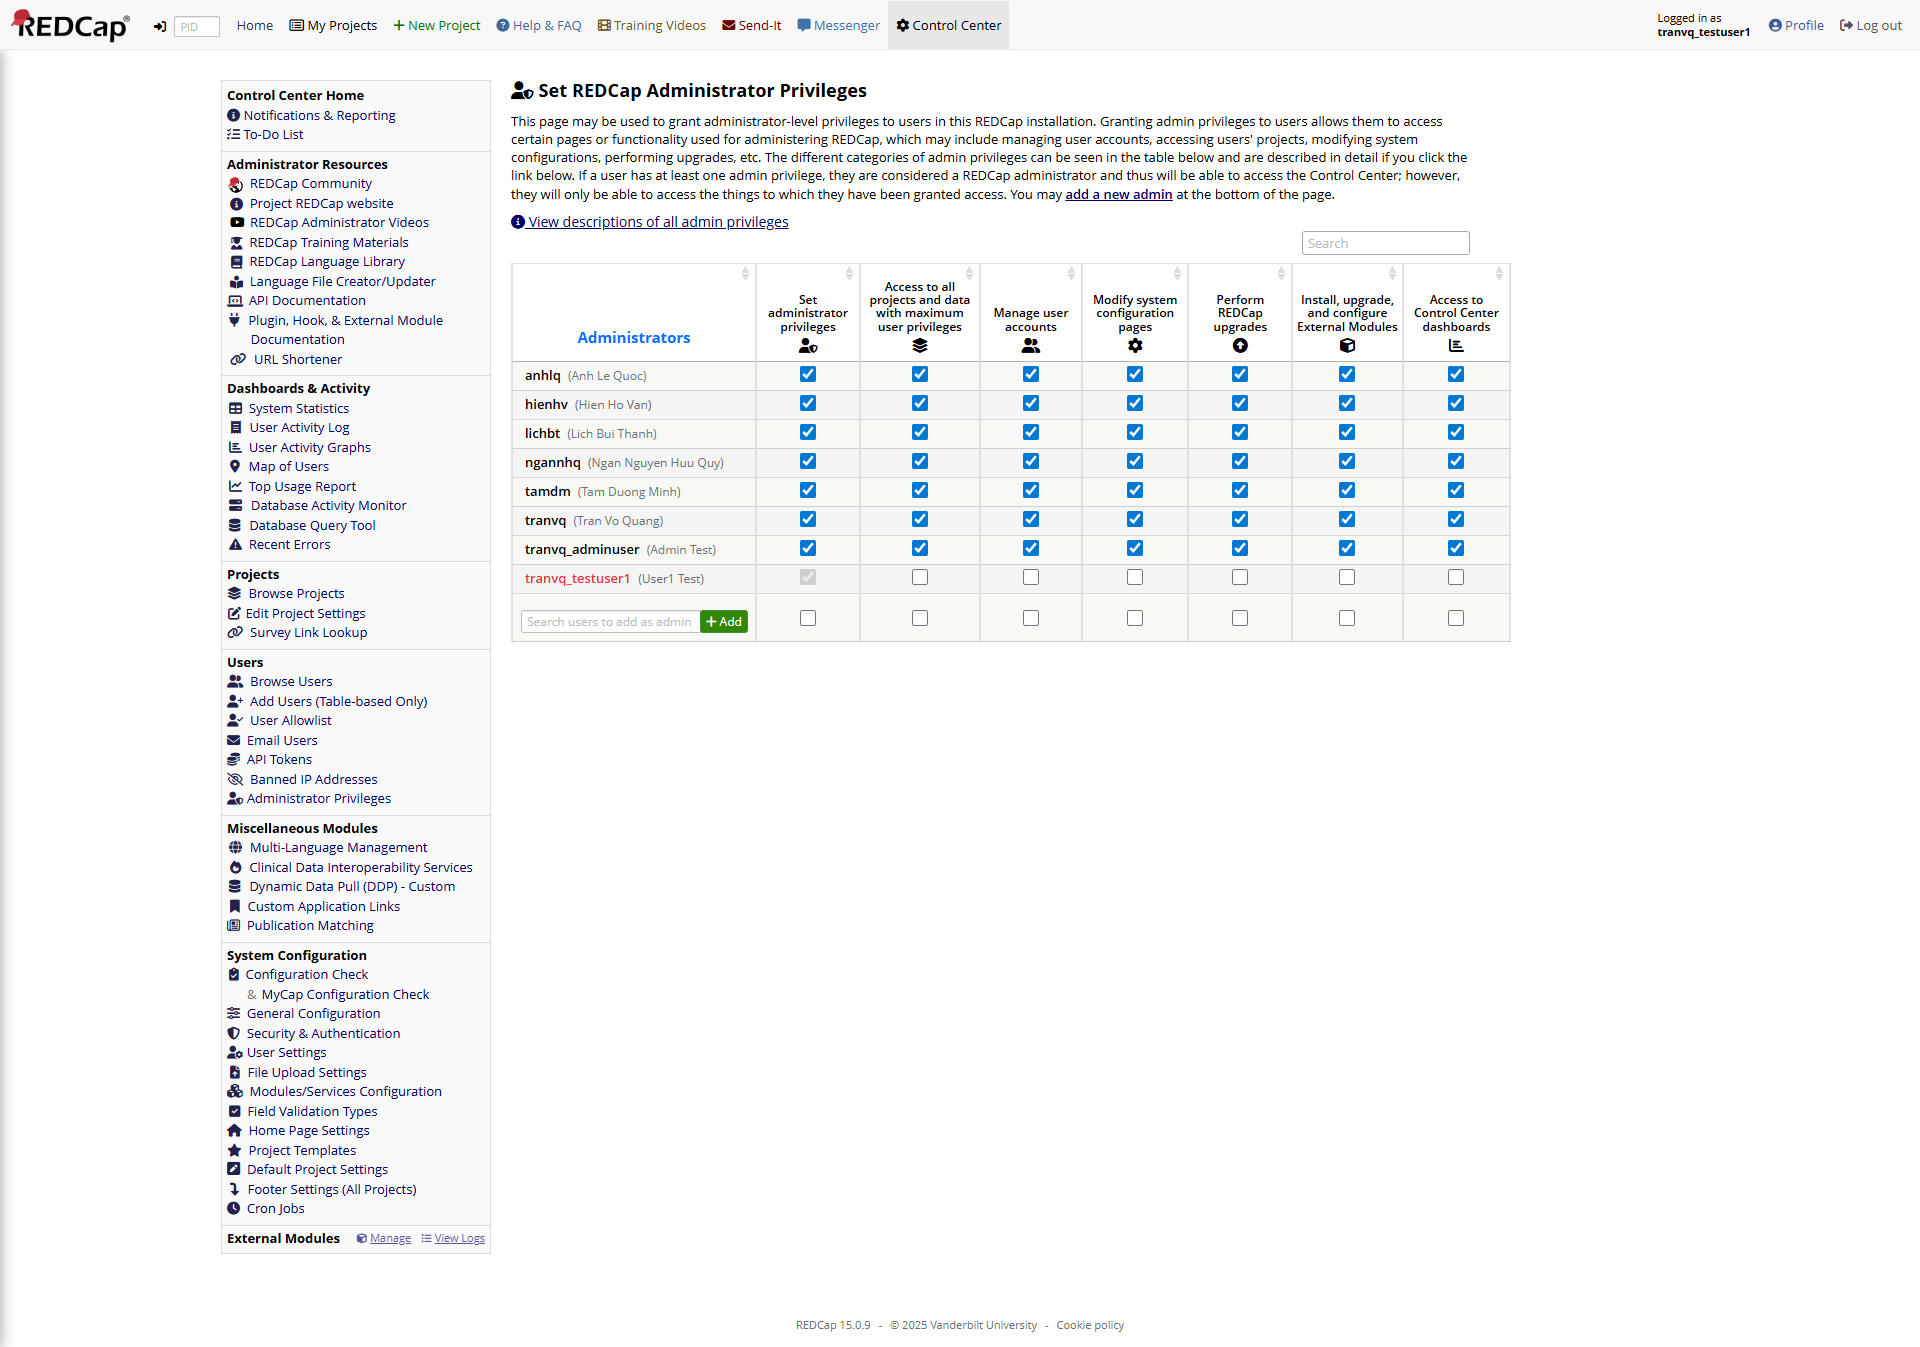 REDCap®
PID
Home
My Projects
New Project
Help & FAQ
Training Videos
Send-It
Messenger
Control Center
Logged in as
tranvq_testuser1
Profile
Log out
Control Center Home
Notifications & Reporting
To-Do List
Administrator Resources
REDCap Community
Project REDCap website
REDCap Administrator Videos
REDCap Training Materials
REDCap Language Library
Language File Creator/Updater
API Documentation
Plugin, Hook, & External Module
Documentation
URL Shortener
Dashboards & Activity
System Statistics
User Activity Log
User Activity Graphs
Map of Users
Top Usage Report
Database Activity Monitor
Database Query Tool
Recent Errors
Projects
Browse Projects
Edit Project Settings
Survey Link Lookup
Users
Browse Users
Add Users (Table-based Only)
User Allowlist
Email Users
API Tokens
Banned IP Addresses
Administrator Privileges
Miscellaneous Modules
Multi-Language Management
Clinical Data Interoperability Services
Dynamic Data Pull (DDP) - Custom
Custom Application Links
Publication Matching
System Configuration
Configuration Check
& MyCap Configuration Check
General Configuration
Security & Authentication
User Settings
File Upload Settings
Modules/Services Configuration
Field Validation Types
Home Page Settings
Project Templates
Default Project Settings
Footer Settings (All Projects)
Cron Jobs
External Modules Manage View Logs
Set REDCap Administrator Privileges
This page may be used to grant administrator-level privileges to users in this REDCap installation. Granting admin privileges to users allows them to access
certain pages or functionality used for administering REDCap, which may include managing user accounts, accessing users' projects, modifying system
configurations, performing upgrades, etc. The different categories of admin privileges can be seen in the table below and are described in detail if you click the
link below. If a user has at least one admin privilege, they are considered a REDCap administrator and thus will be able to access the Control Center; however,
they will only be able to access the things to which they have been granted access. You may add a new admin at the bottom of the page.
View descriptions of all admin privileges
Search
Administrators
Set
administrator
privileges
Access to all
projects and data
with maximum
user privileges
Manage user
accounts
Modify system
configuration
pages
Perform
REDCap
upgrades
Install, upgrade,
and configure
External Modules
Access to
Control Center
dashboards
anhlq (Anh Le Quoc)
hienhv (Hien Ho Van)
lichbt (Lich Bui Thanh)
ngannhq (Ngan Nguyen Huu Quy)
tamdm (Tam Duong Minh)
tranvq (Tran Vo Quang)
tranvq_adminuser (Admin Test)
tranvq_testuser1 (User1 Test)
Search users to add as admin
+ Add
REDCap 15.0.9 - © 2025 Vanderbilt University - Cookie policy